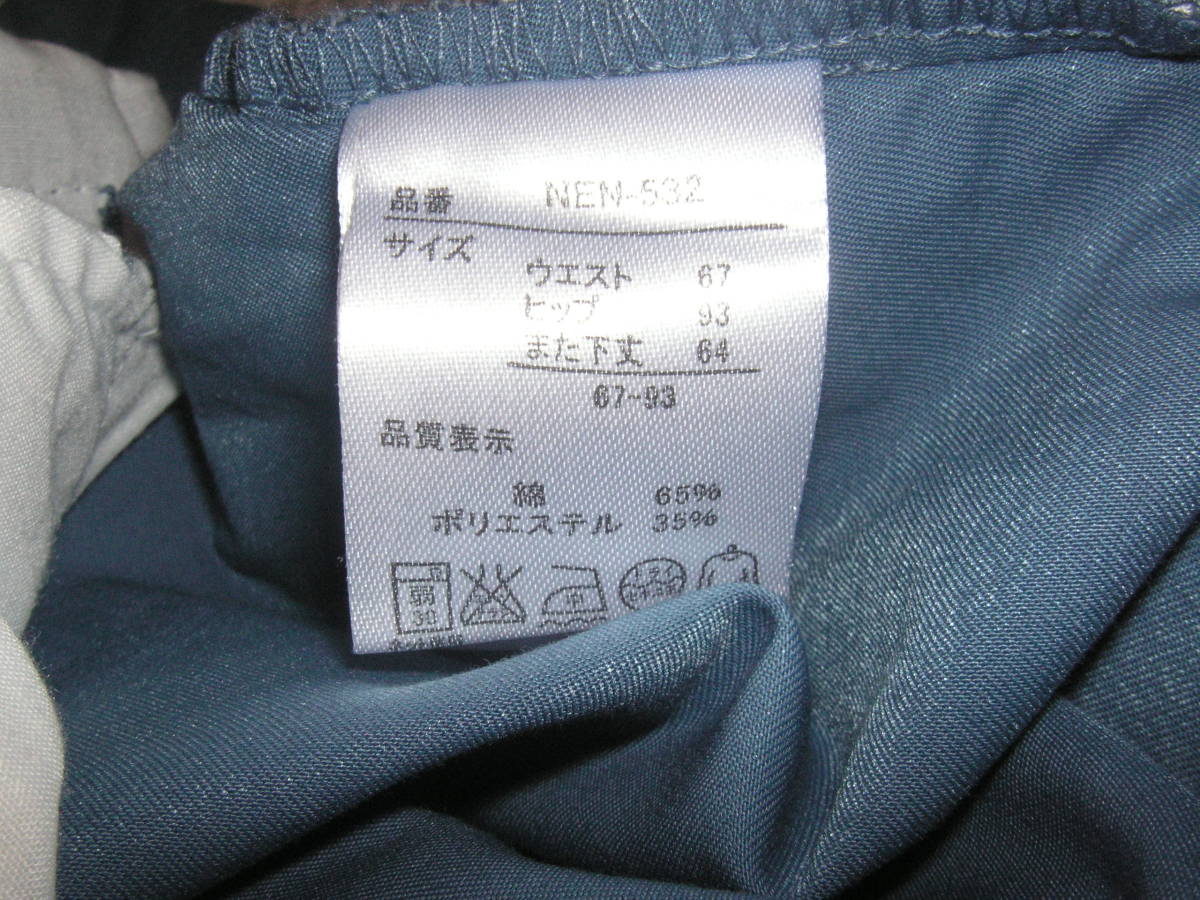 品番 NEN-532
サイズ
ウエスト 67
ヒップ 93
また下丈 64
67-93
品質表示
綿 65%
ポリエステル 35%
弱
30